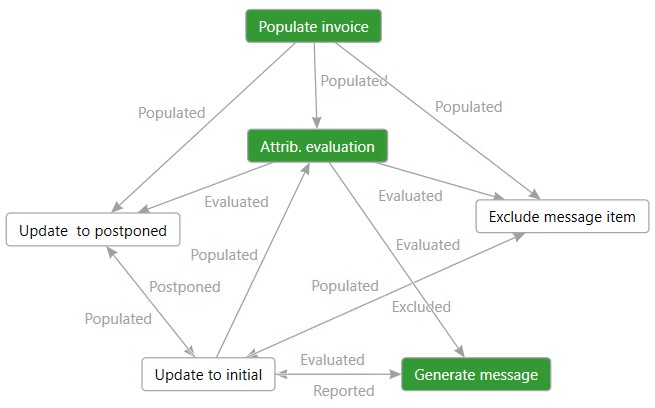 Populate invoice
Populated
Populated
Populated
Attrib. evaluation
Evaluated
Evaluated
Update  to postponed
Exclude message item
Populated
Evaluated
Postponed
Populated
Excluded
Populated
Evaluated
Update to initial
Generate message
Reported